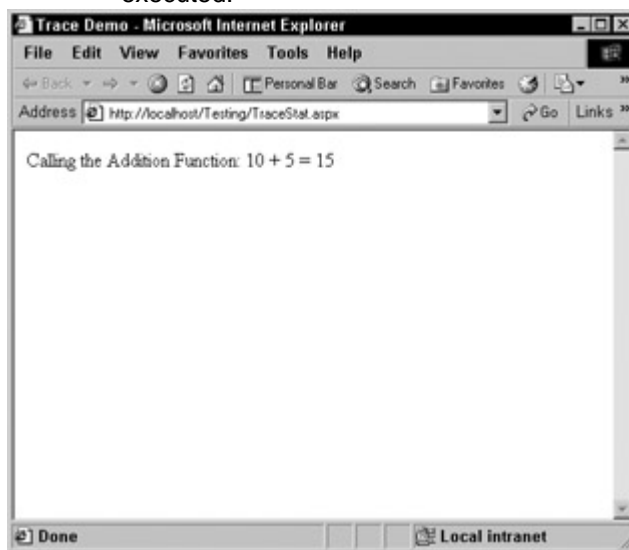 executed.
Trace Demo - Microsoft Internet Explorer
File Edit View Favorites Tools Help
Back Personal Bar Search Favorites »
Address http://localhost/Testing/TraceStat.aspx Go Links »
Calling the Addition Function: 10 + 5 = 15
Done Local intranet